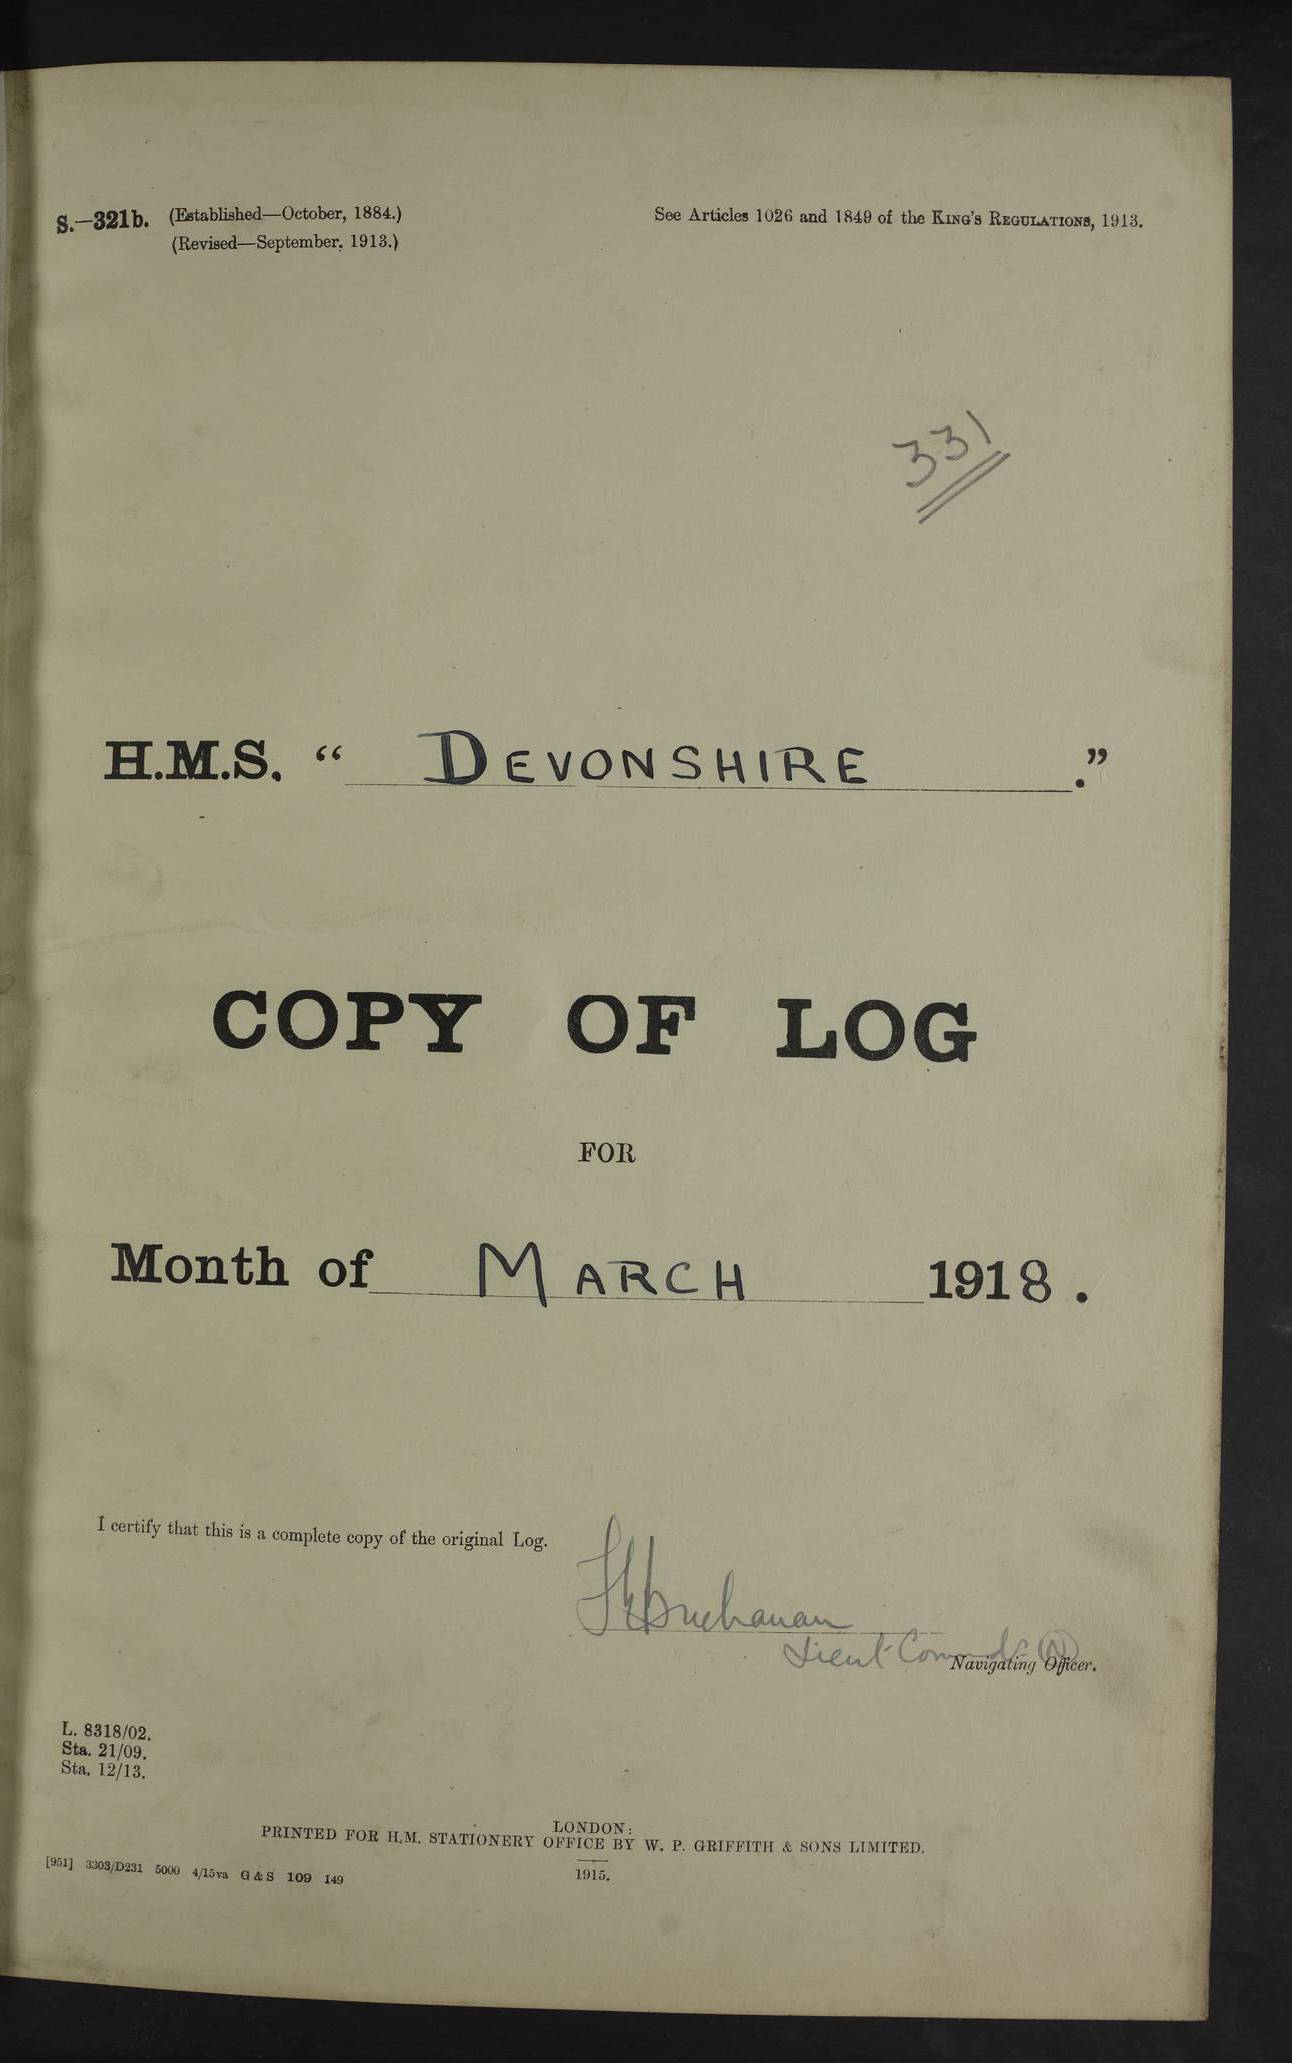 S.—321b. (Established—October, 1884.)
(Revised—September, 1913.)
See Articles 1026 and 1849 of the KING'S REGULATIONS, 1913.
331
H.M.S. “ DEVONSHIRE .”
COPY OF LOG
FOR
Month of MARCH 1918 .
I certify that this is a complete copy of the original Log.
Buchanan
Lieut-Commdr (N)
Navigating Officer.
L. 8318/02.
Sta. 21/09.
Sta. 12/13.
LONDON:
PRINTED FOR H.M. STATIONERY OFFICE BY W. P. GRIFFITH & SONS LIMITED.
1915.
[951] 3303/D231 5000 4/15va G & S 109 149